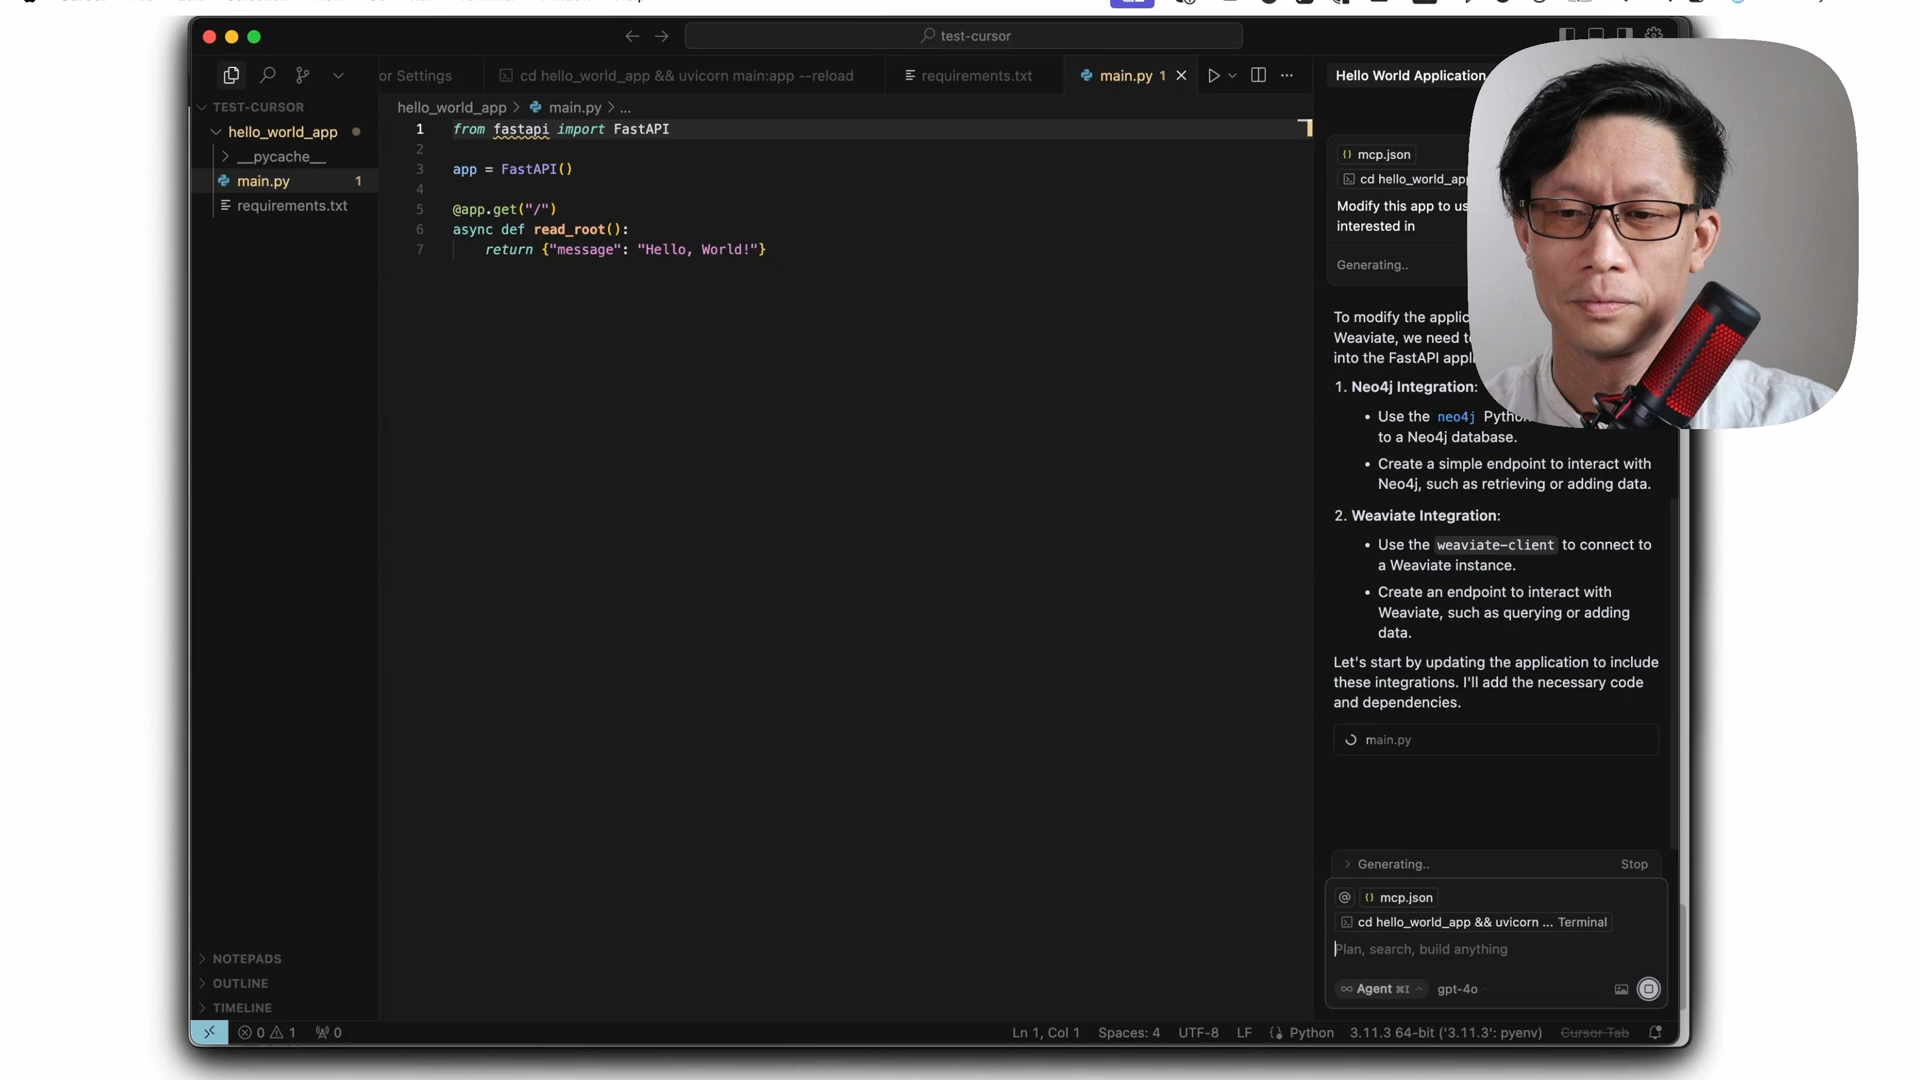 test-cursor
or Settings
cd hello_world_app && uvicorn main:app --reload
requirements.txt
main.py 1
Hello World Application
TEST-CURSOR
hello_world_app
__pycache__
main.py 1
requirements.txt
hello_world_app > main.py > ...
1 from fastapi import FastAPI
2
3 app = FastAPI()
4
5 @app.get("/")
6 async def read_root():
7 return {"message": "Hello, World!"}
mcp.json
cd hello_world_app
Modify this app to
interested in
Generating..
To modify the
Weaviate, we need
into the FastAPI
1. Neo4j Integration:
• Use the neo4j
to a Neo4j database.
• Create a simple endpoint to interact with
Neo4j, such as retrieving or adding data.
2. Weaviate Integration:
• Use the weaviate-client to connect to
a Weaviate instance.
• Create an endpoint to interact with
Weaviate, such as querying or adding
data.
Let's start by updating the application to include
these integrations. I'll add the necessary code
and dependencies.
main.py
Generating.. Stop
@ mcp.json
cd hello_world_app && uvicorn ... Terminal
Plan, search, build anything
Agent ⌘I gpt-4o
NOTEPADS
OUTLINE
TIMELINE
0 1 0
Ln 1, Col 1 Spaces: 4 UTF-8 LF Python 3.11.3 64-bit ('3.11.3': pyenv) Cursor Tab